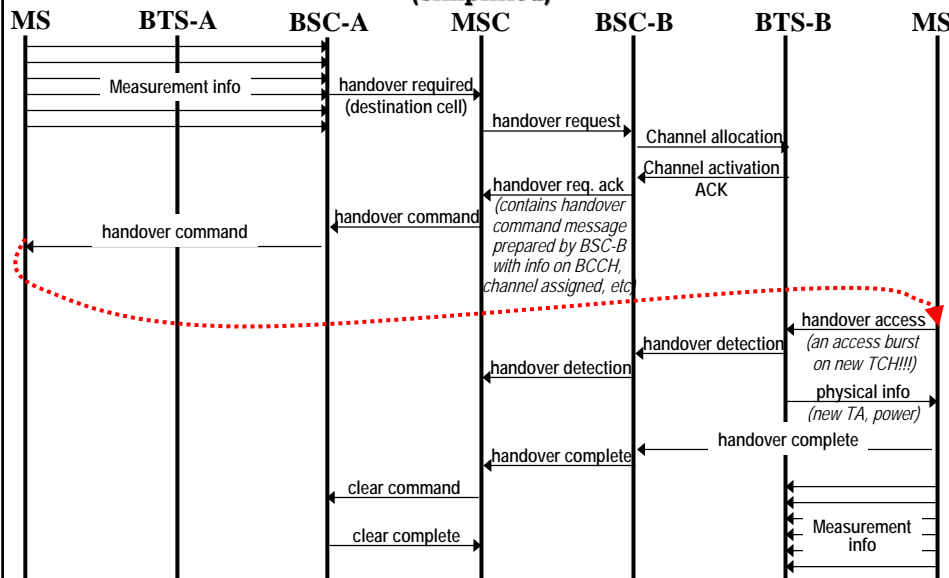 (simplified)
MS BTS-A BSC-A MSC BSC-B BTS-B MS
Measurement info
handover required
(destination cell)
handover request
Channel allocation
Channel activation
ACK
handover req. ack
(contains handover
command message
prepared by BSC-B
with info on BCCH,
channel assigned, etc)
handover command
handover command
handover access
(an access burst
on new TCH!!!)
handover detection
handover detection
physical info
(new TA, power)
handover complete
handover complete
clear command
clear complete
Measurement
info